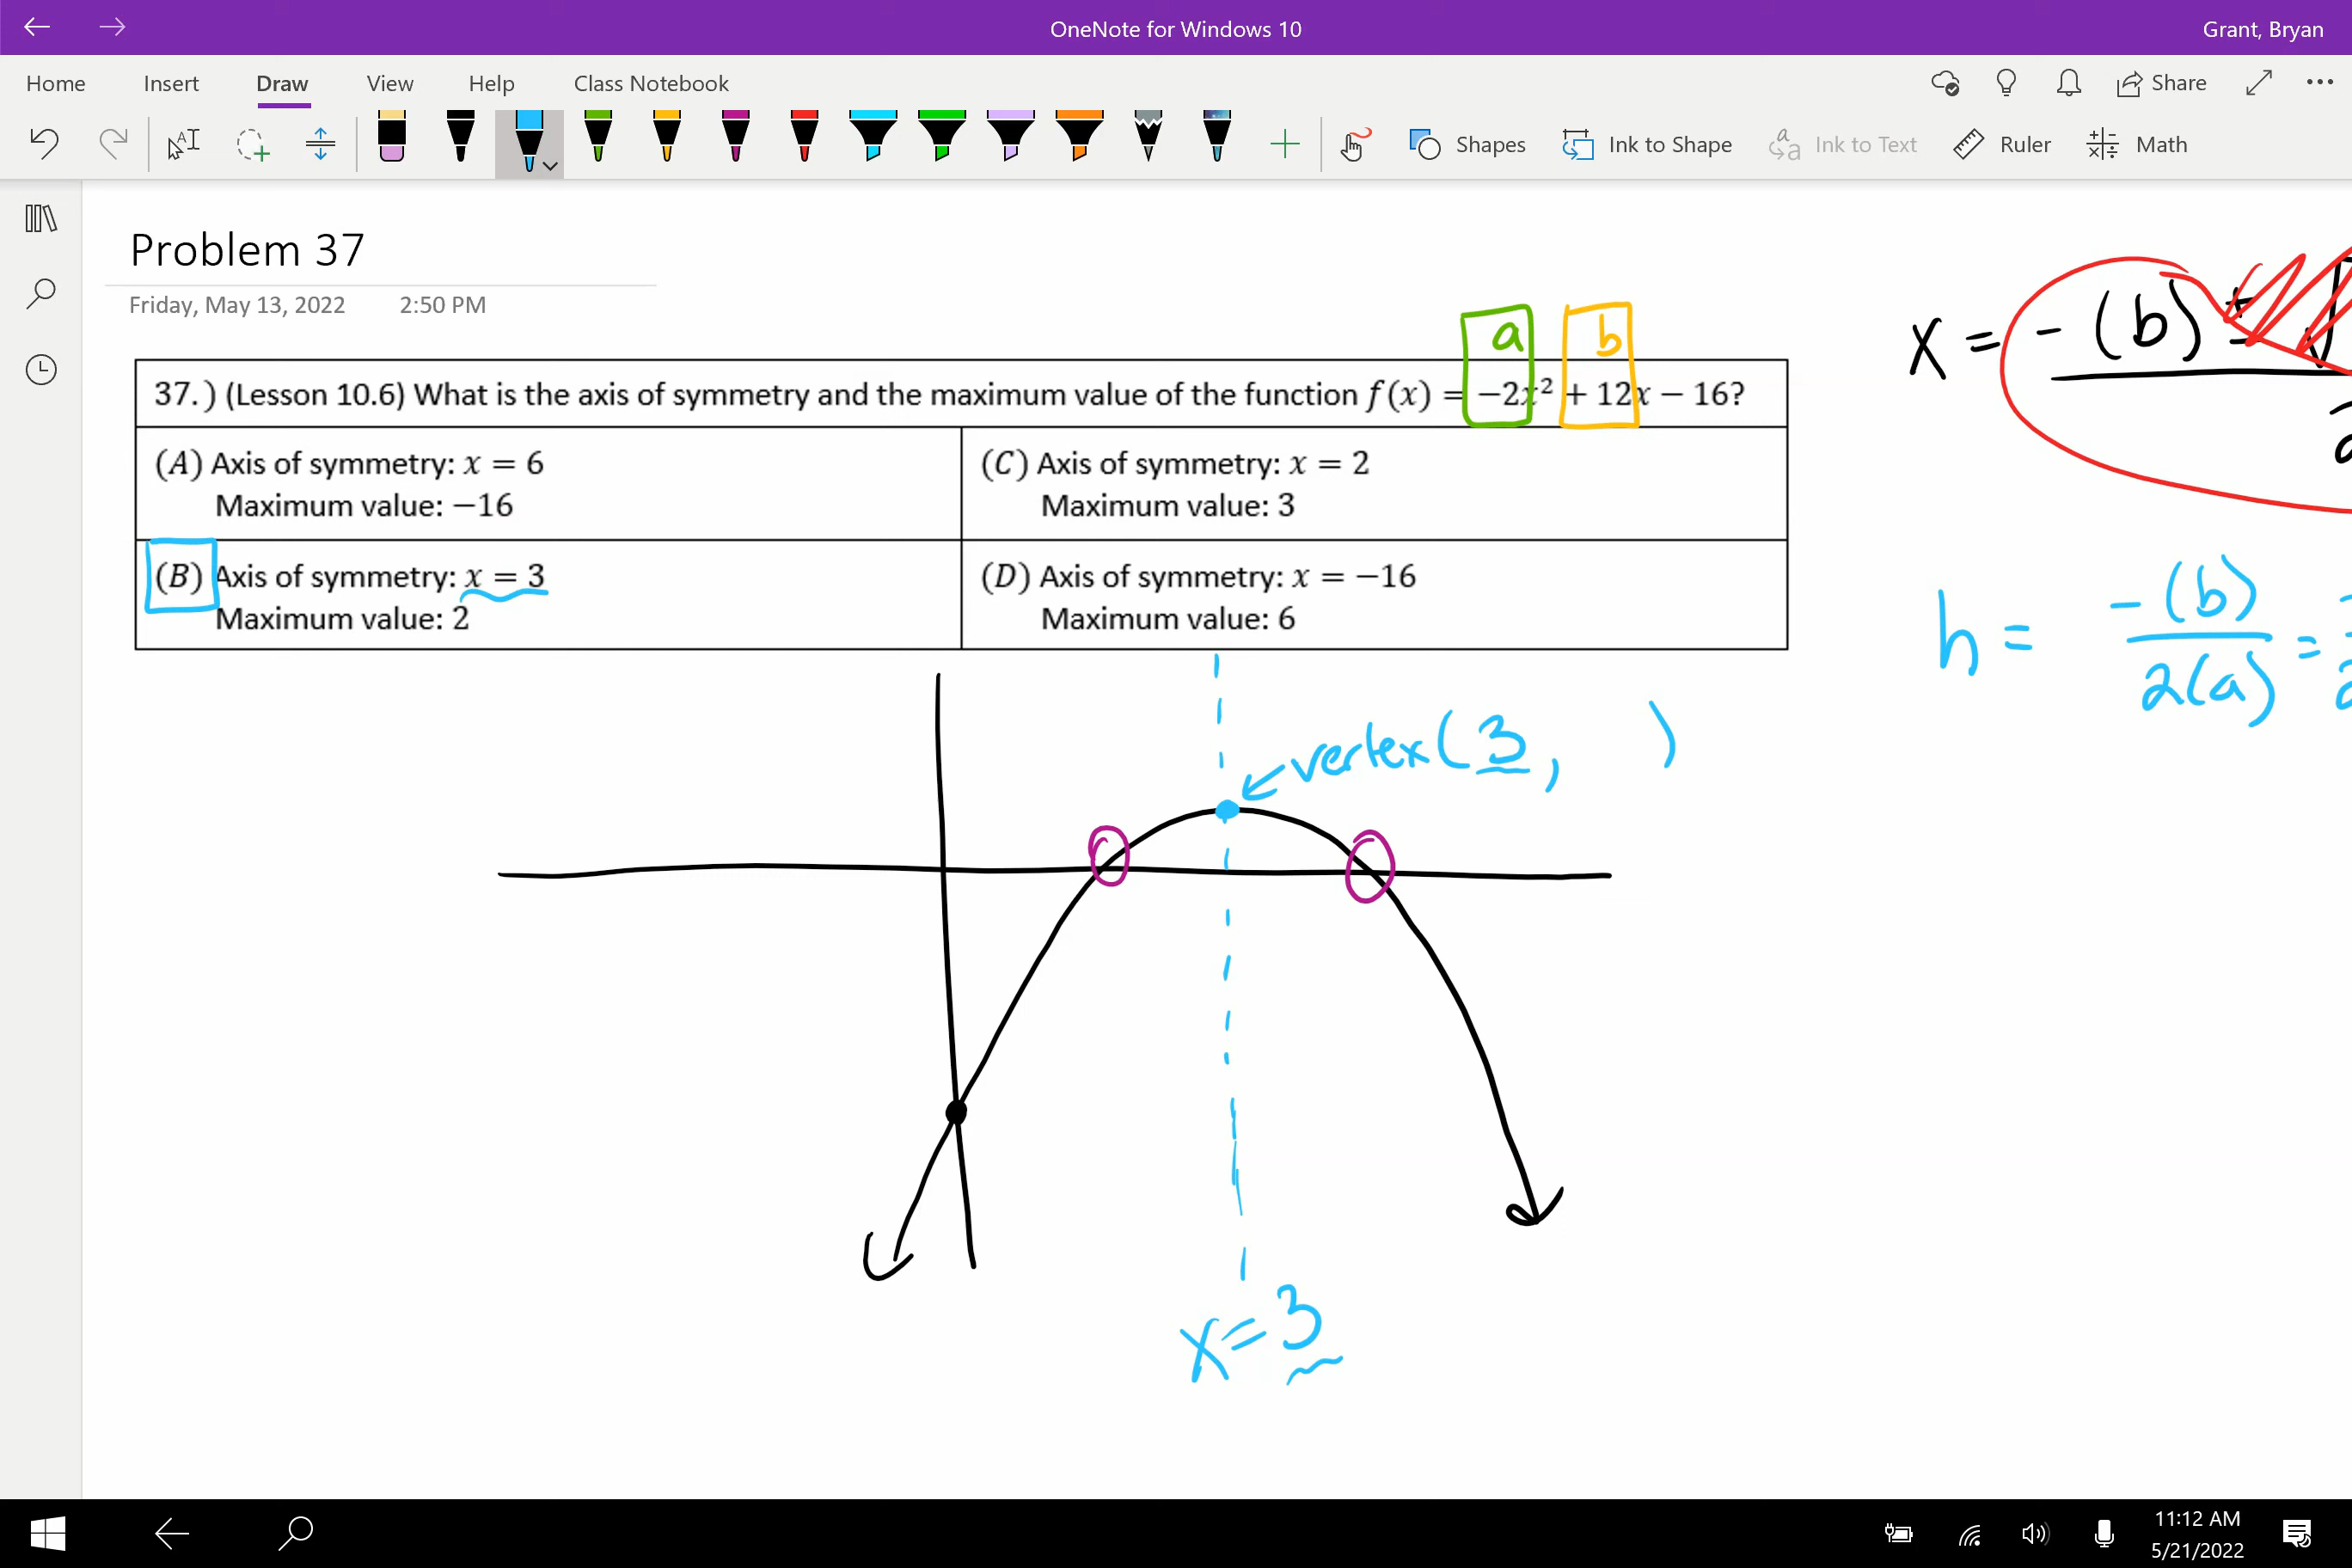 OneNote for Windows 10
Grant, Bryan
Home Insert Draw View Help Class Notebook Share
Shapes Ink to Shape Ink to Text Ruler Math
Problem 37
Friday, May 13, 2022 2:50 PM
a b
37.) (Lesson 10.6) What is the axis of symmetry and the maximum value of the function f(x) = −2x² + 12x − 16?
(A) Axis of symmetry: x = 6
Maximum value: −16
(C) Axis of symmetry: x = 2
Maximum value: 3
(B) Axis of symmetry: x = 3
Maximum value: 2
(D) Axis of symmetry: x = −16
Maximum value: 6
x = -(b) ±
h = -(b) / 2(a) =
vertex (3, )
x = 3
11:12 AM
5/21/2022